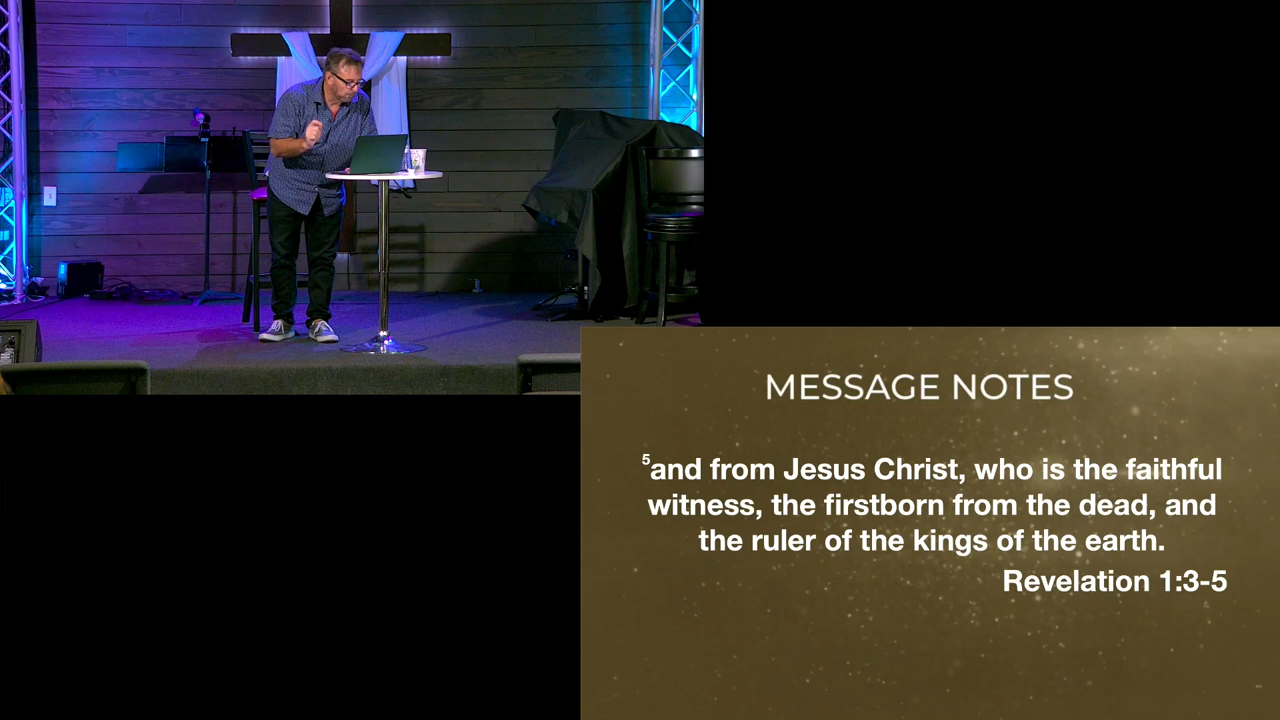 MESSAGE NOTES
⁵and from Jesus Christ, who is the faithful
witness, the firstborn from the dead, and
the ruler of the kings of the earth.
Revelation 1:3-5